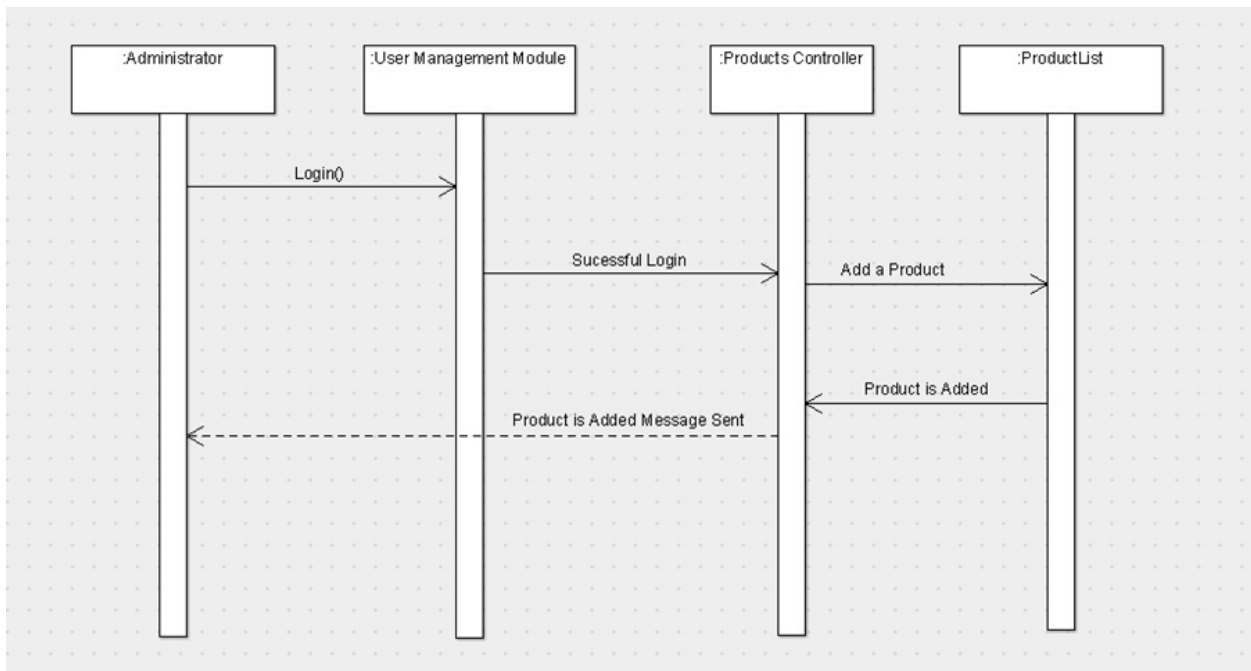 :Administrator
:User Management Module
:Products Controller
:ProductList
Login()
Sucessful Login
Add a Product
Product is Added
Product is Added Message Sent